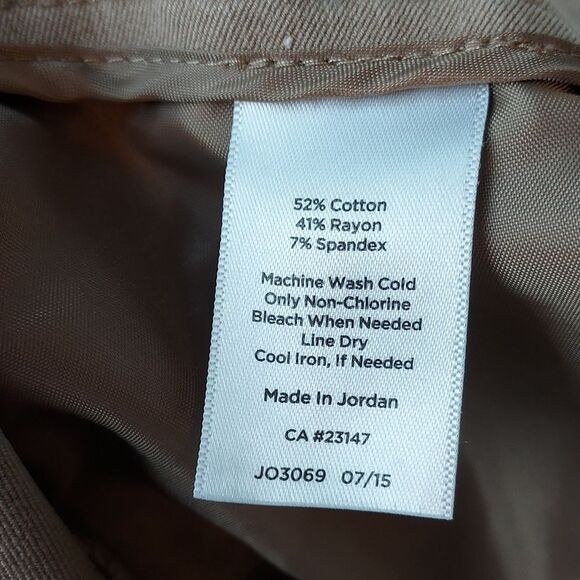 52% Cotton
41% Rayon
7% Spandex
Machine Wash Cold
Only Non-Chlorine
Bleach When Needed
Line Dry
Cool Iron, If Needed
Made In Jordan
CA #23147
JO3069 07/15